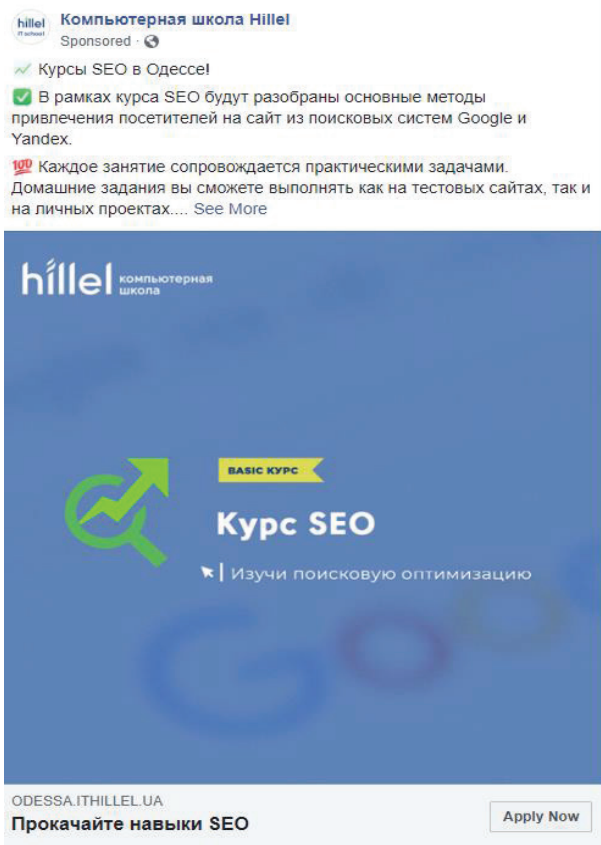 hillel
IT school
Компьютерная школа Hillel
Sponsored ·
Курсы SEO в Одессе!
В рамках курса SEO будут разобраны основные методы
привлечения посетителей на сайт из поисковых систем Google и
Yandex.
💯 Каждое занятие сопровождается практическими задачами.
Домашние задания вы сможете выполнять как на тестовых сайтах, так и
на личных проектах.... See More
hillel компьютерная
школа
BASIC КУРС
Курс SEO
Изучи поисковую оптимизацию
Goo
ODESSA.ITHILLEL.UA
Прокачайте навыки SEO
Apply Now